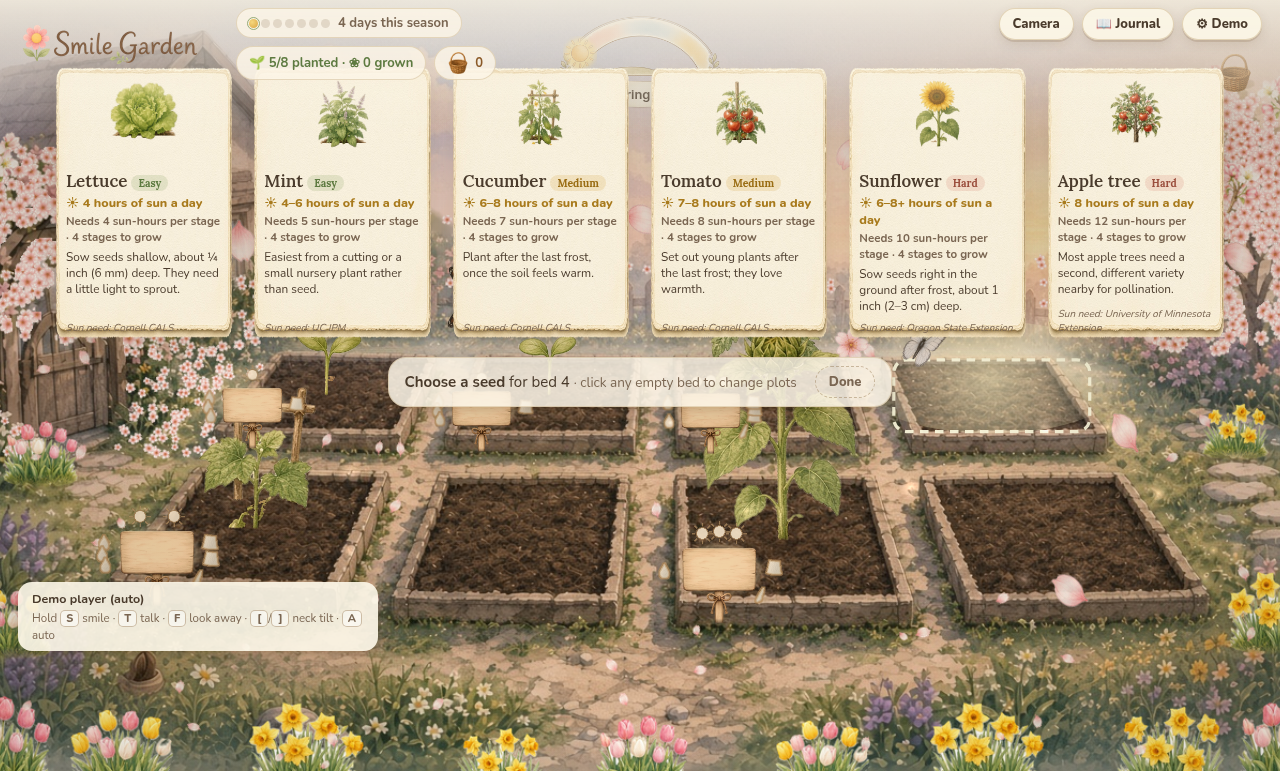 Smile Garden
4 days this season
Camera
📖 Journal
⚙ Demo
🌱 5/8 planted · ❀ 0 grown
0
ring
Lettuce Easy
☀ 4 hours of sun a day
Needs 4 sun-hours per stage
· 4 stages to grow
Sow seeds shallow, about ¼
inch (6 mm) deep. They need
a little light to sprout.
Sun need: Cornell CALS
Mint Easy
☀ 4–6 hours of sun a day
Needs 5 sun-hours per stage
· 4 stages to grow
Easiest from a cutting or a
small nursery plant rather
than seed.
Sun need: UC IPM
Cucumber Medium
☀ 6–8 hours of sun a day
Needs 7 sun-hours per stage
· 4 stages to grow
Plant after the last frost,
once the soil feels warm.
Sun need: Cornell CALS
Tomato Medium
☀ 7–8 hours of sun a day
Needs 8 sun-hours per stage
· 4 stages to grow
Set out young plants after
the last frost; they love
warmth.
Sun need: Cornell CALS
Sunflower Hard
☀ 6–8+ hours of sun a
day
Needs 10 sun-hours per
stage · 4 stages to grow
Sow seeds right in the
ground after frost, about 1
inch (2–3 cm) deep.
Sun need: Oregon State Extension
Apple tree Hard
☀ 8 hours of sun a day
Needs 12 sun-hours per
stage · 4 stages to grow
Most apple trees need a
second, different variety
nearby for pollination.
Sun need: University of Minnesota
Extension
Choose a seed for bed 4 · click any empty bed to change plots
Done
Demo player (auto)
Hold S smile · T talk · F look away · [ / ] neck tilt · A
auto